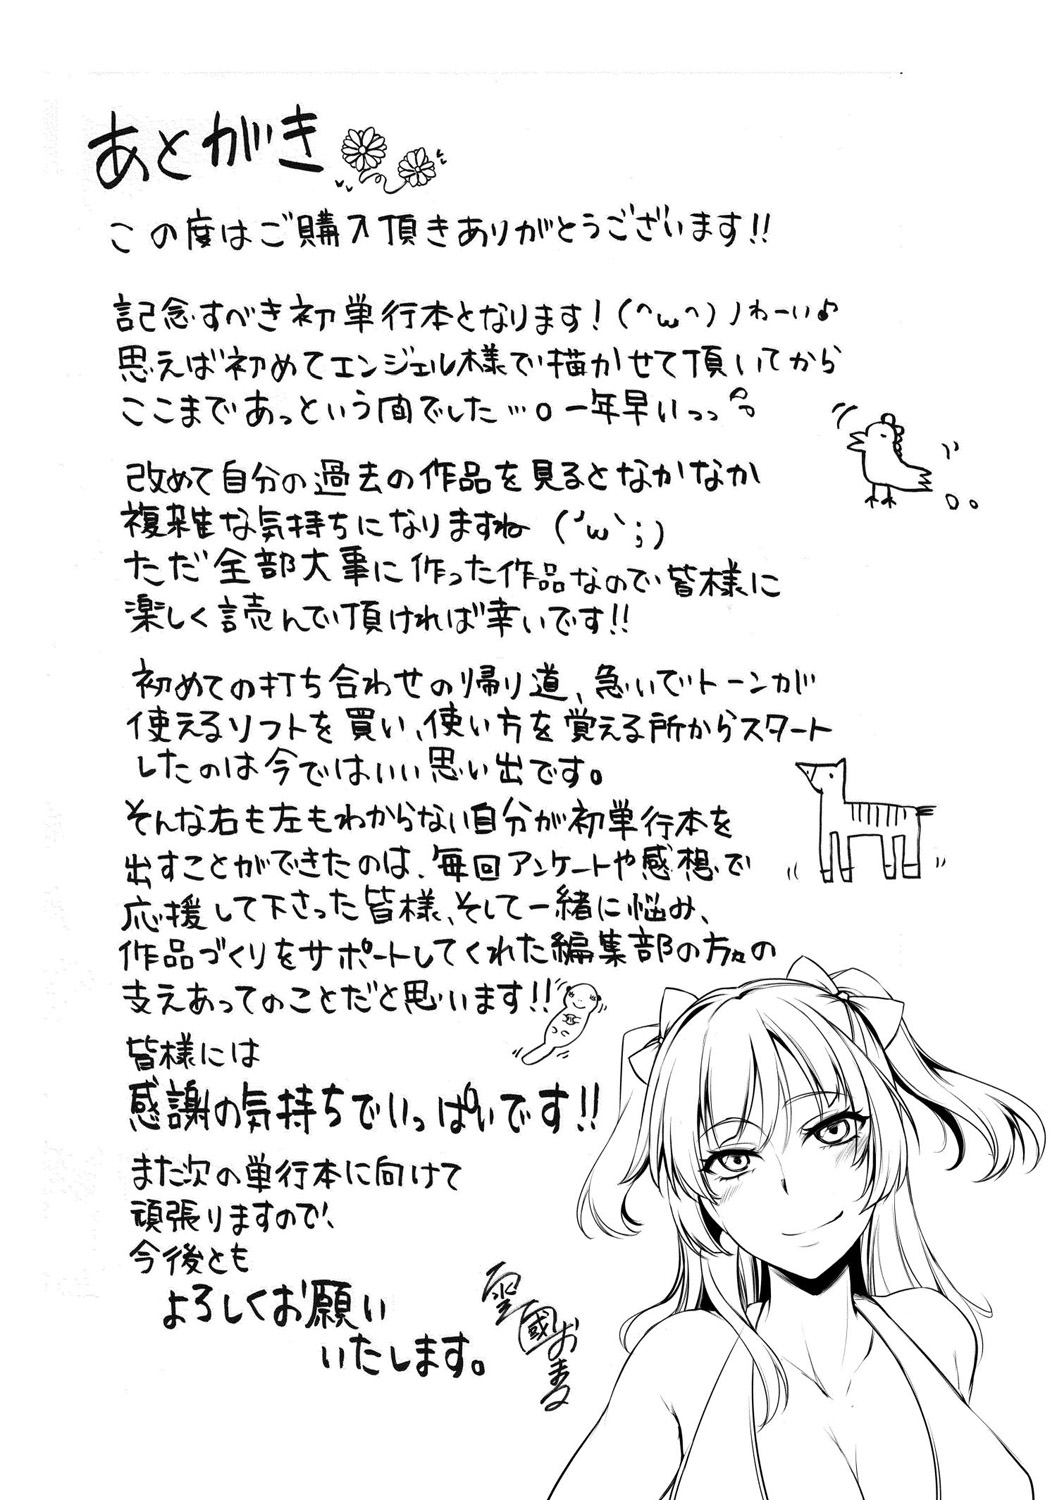 あとがき
この度はご購入頂きありがとうございます!!
記念すべき初単行本となります!(^ω^)ノわーい♪
思えば初めてエンジェル様で描かせて頂いてから
ここまであっという間でした…。一年早いっっ
改めて自分の過去の作品を見るとなかなか
複雑な気持ちになりますね(´ω`;)
ただ全部大事に作った作品なので皆様に
楽しく読んで頂ければ幸いです!!
初めての打ち合わせの帰り道、急いでトーンが
使えるソフトを買い、使い方を覚える所からスタート
したのは今ではいい思い出です。
そんな右も左もわからない自分が初単行本を
出すことができたのは、毎回アンケートや感想で
応援して下さった皆様、そして一緒に悩み、
作品づくりをサポートしてくれた編集部の方々の
支えあってのことだと思います!!
皆様には
感謝の気持ちでいっぱいです!!
また次の単行本に向けて
頑張りますので、
今後とも
よろしくお願い
いたします。
空國おまる